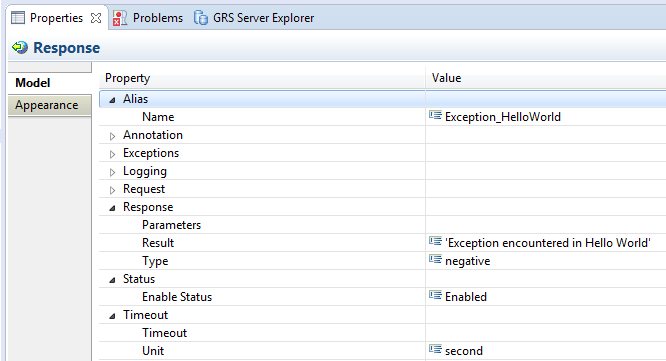 Properties Problems GRS Server Explorer
Response
Model
Appearance
Property Value
Alias
Name Exception_HelloWorld
Annotation
Exceptions
Logging
Request
Response
Parameters
Result 'Exception encountered in Hello World'
Type negative
Status
Enable Status Enabled
Timeout
Timeout
Unit second